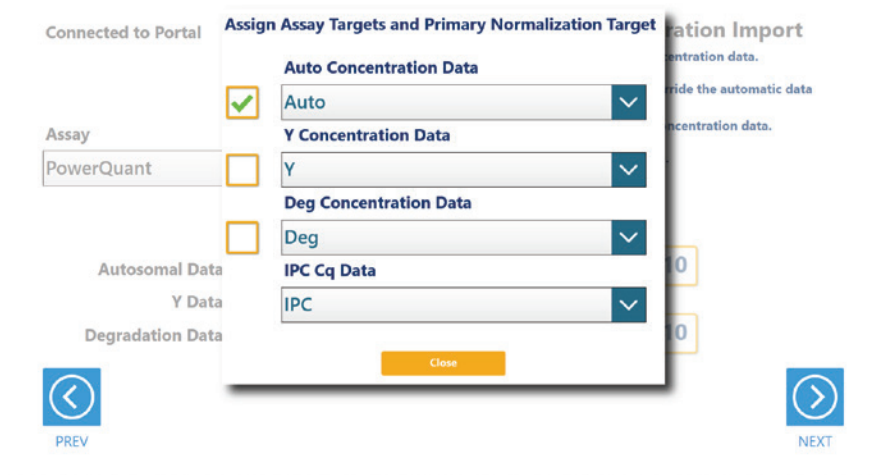 Connected to Portal
Assign Assay Targets and Primary Normalization Target
ration Import
Auto Concentration Data
entration data.
Auto
ride the automatic data
Assay
Y Concentration Data
ncentration data.
PowerQuant
Y
Deg Concentration Data
Deg
Autosomal Data
IPC Cq Data
10
Y Data
IPC
Degradation Data
10
Close
PREV
NEXT